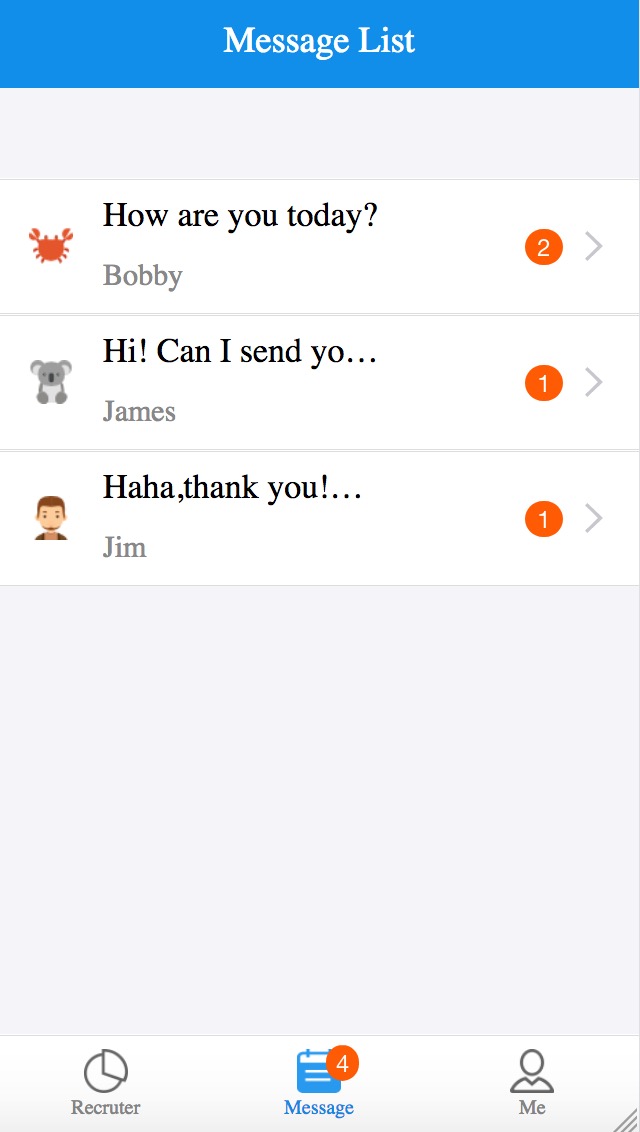 Message List
How are you today?
2
Bobby
Hi! Can I send yo…
1
James
Haha,thank you!…
1
Jim
4
Recruter
Message
Me